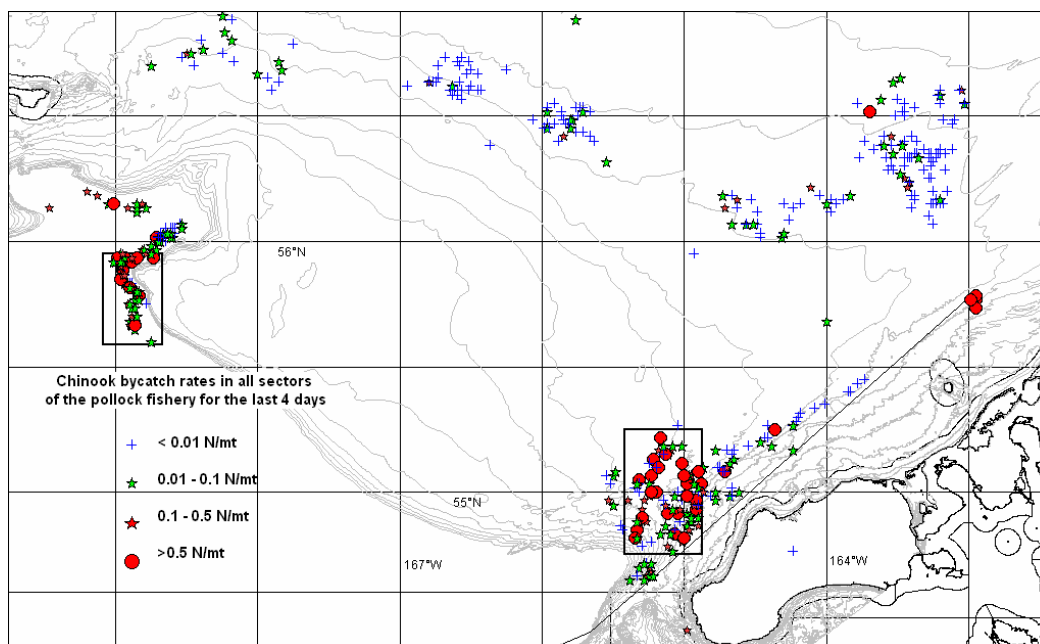 56°N
Chinook bycatch rates in all sectors
of the pollock fishery for the last 4 days
< 0.01 N/mt
0.01 - 0.1 N/mt
55°N
0.1 - 0.5 N/mt
>0.5 N/mt
167°W
164°W